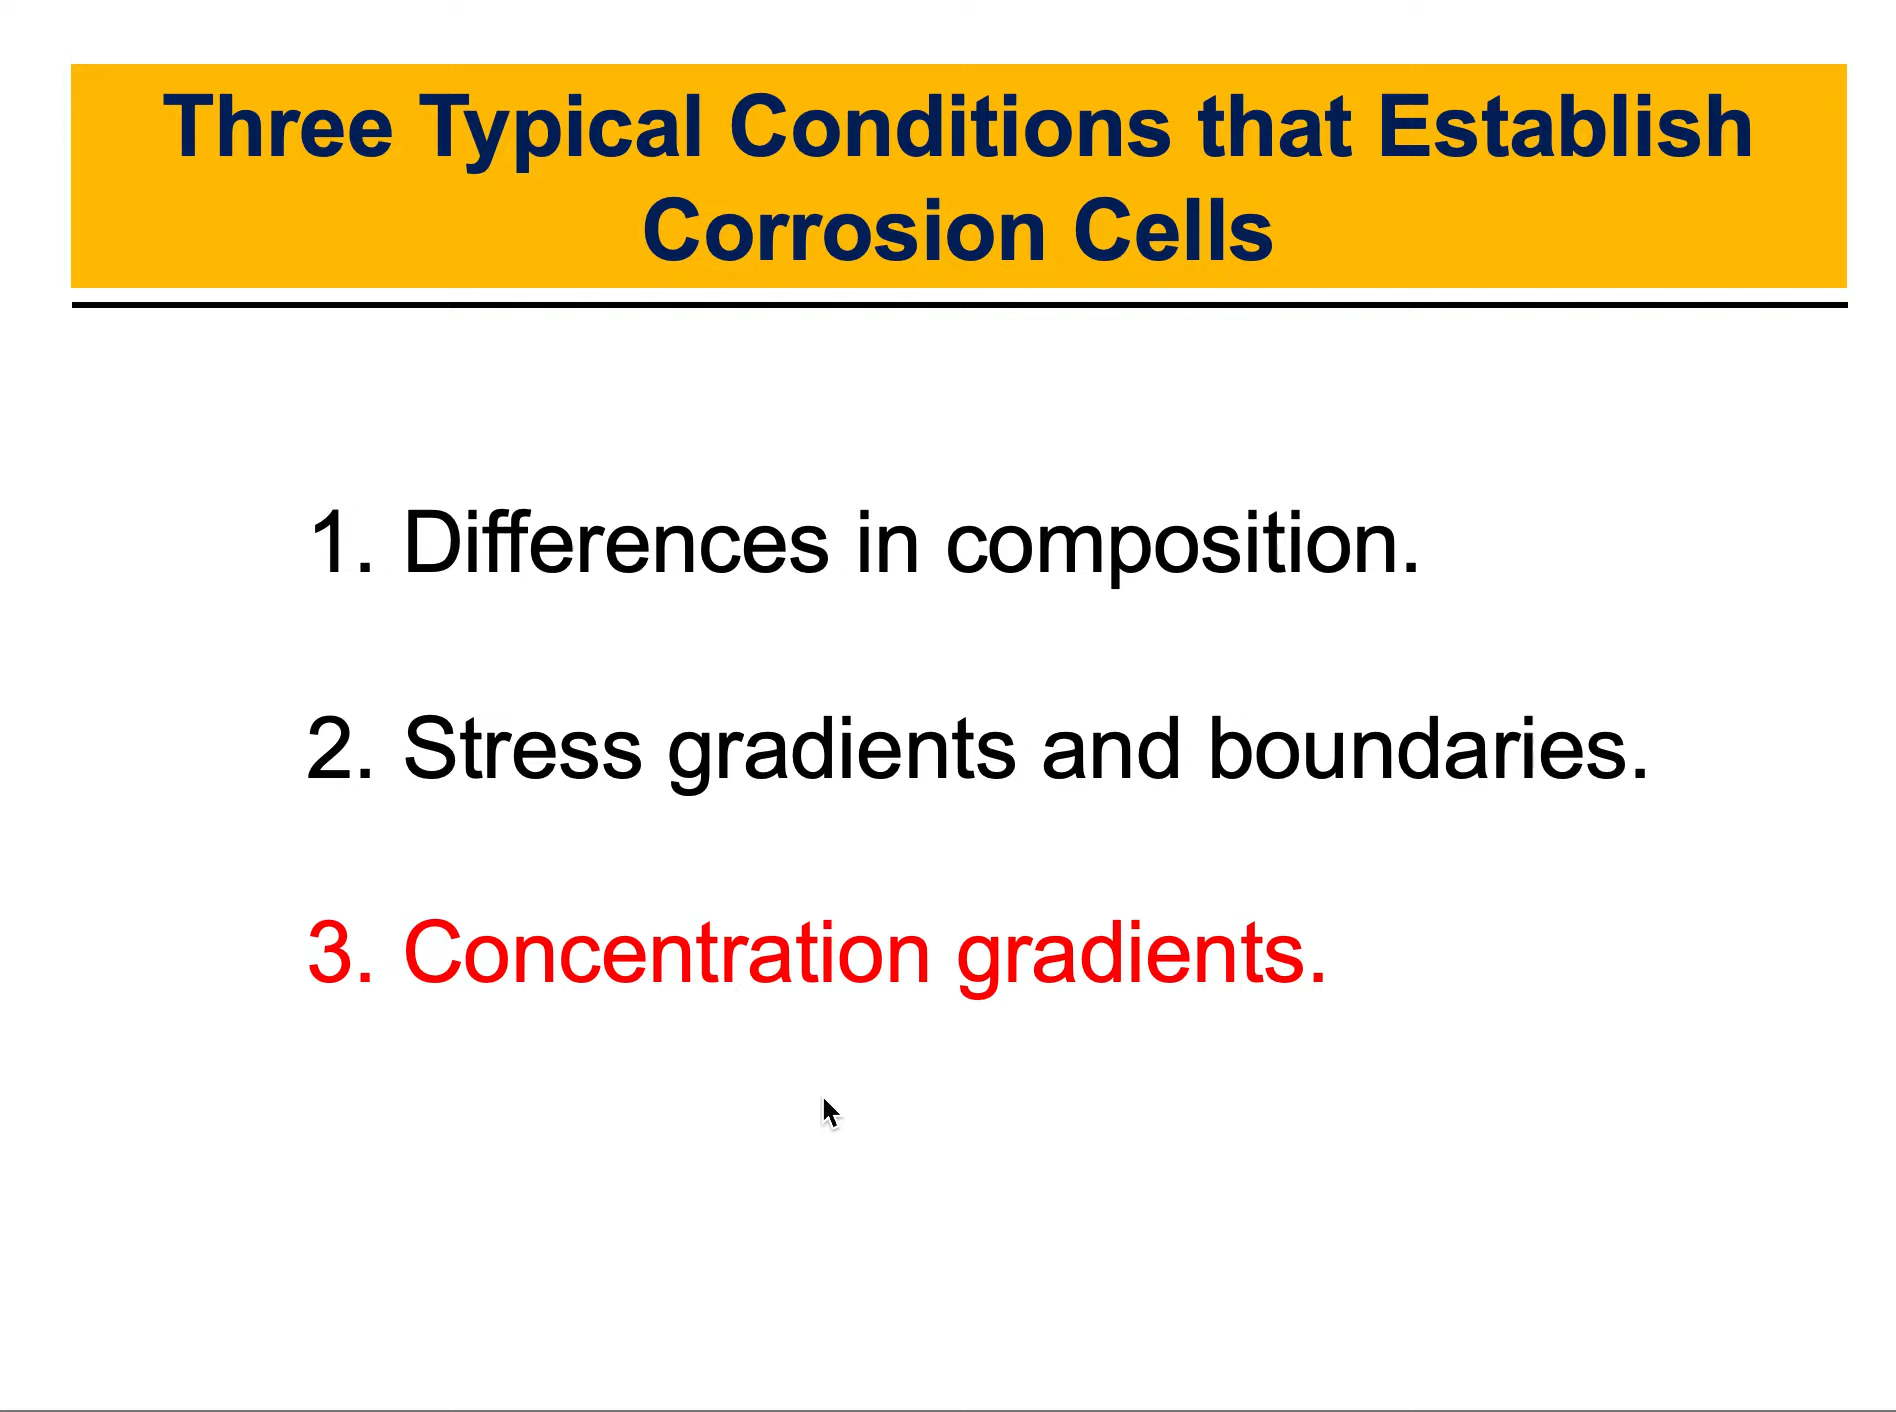 Three Typical Conditions that Establish
Corrosion Cells
1. Differences in composition.
2. Stress gradients and boundaries.
3. Concentration gradients.